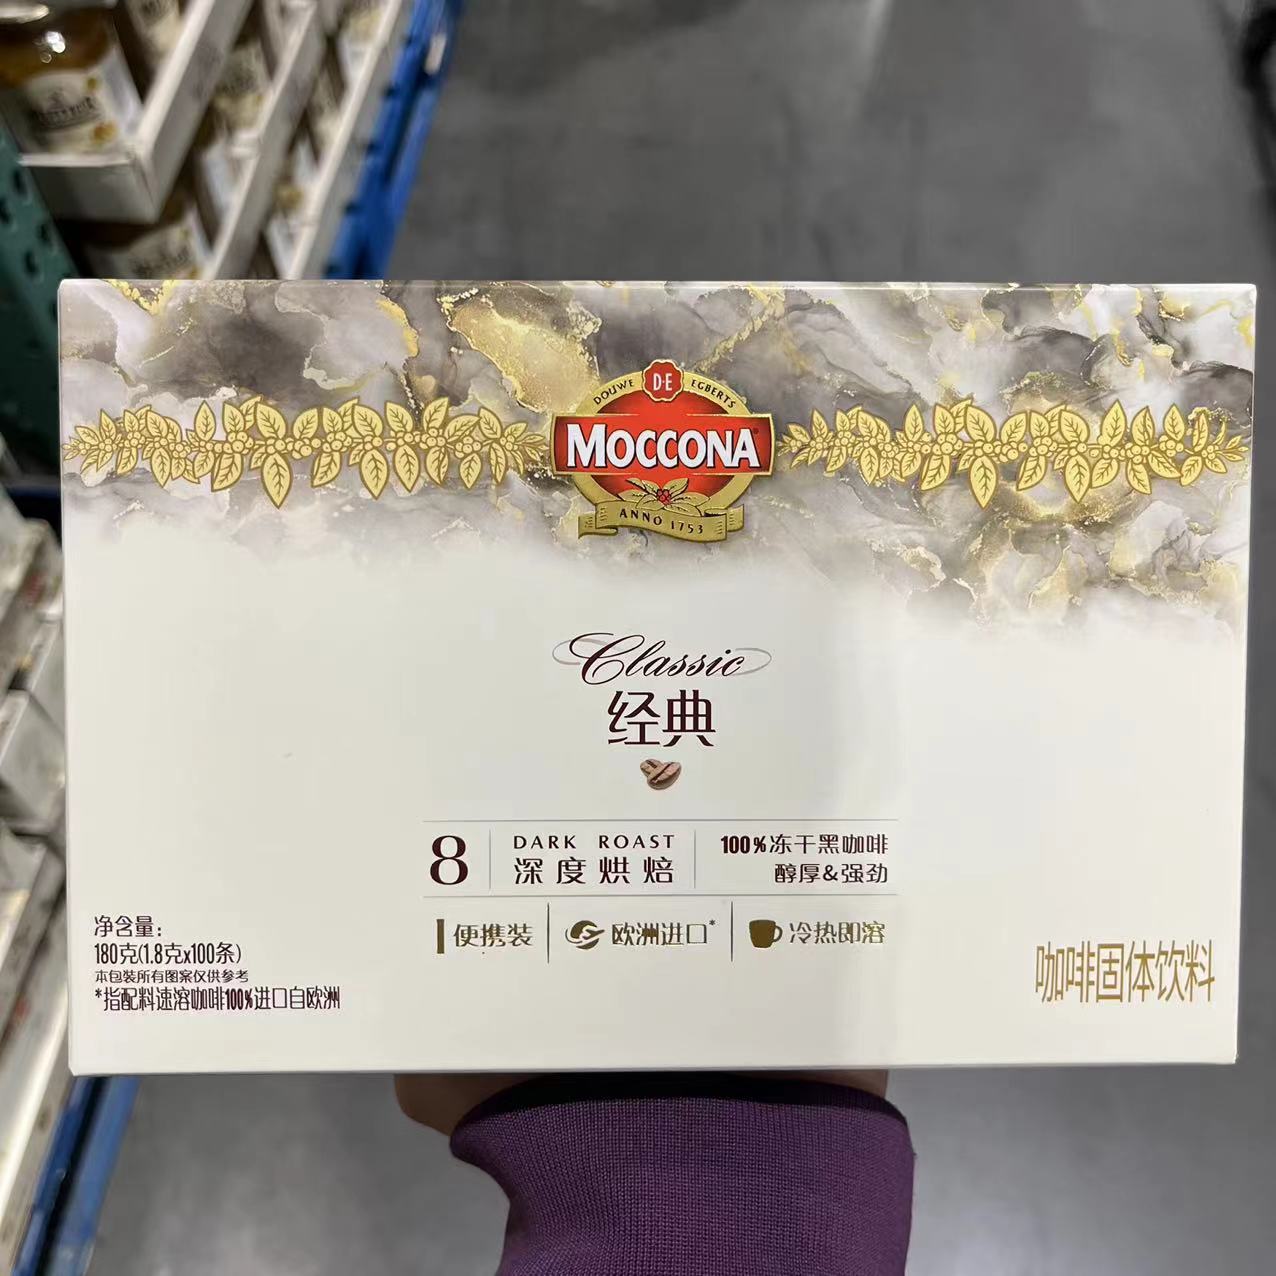 DOUWE D·E EGBERTS
MOCCONA
ANNO 1753
Classic
经典
8
DARK ROAST
深度烘焙
100%冻干黑咖啡
醇厚&强劲
便携装
欧洲进口*
冷热即溶
净含量:
180克(1.8克x100条)
本包装所有图案仅供参考
*指配料速溶咖啡100%进口自欧洲
咖啡固体饮料